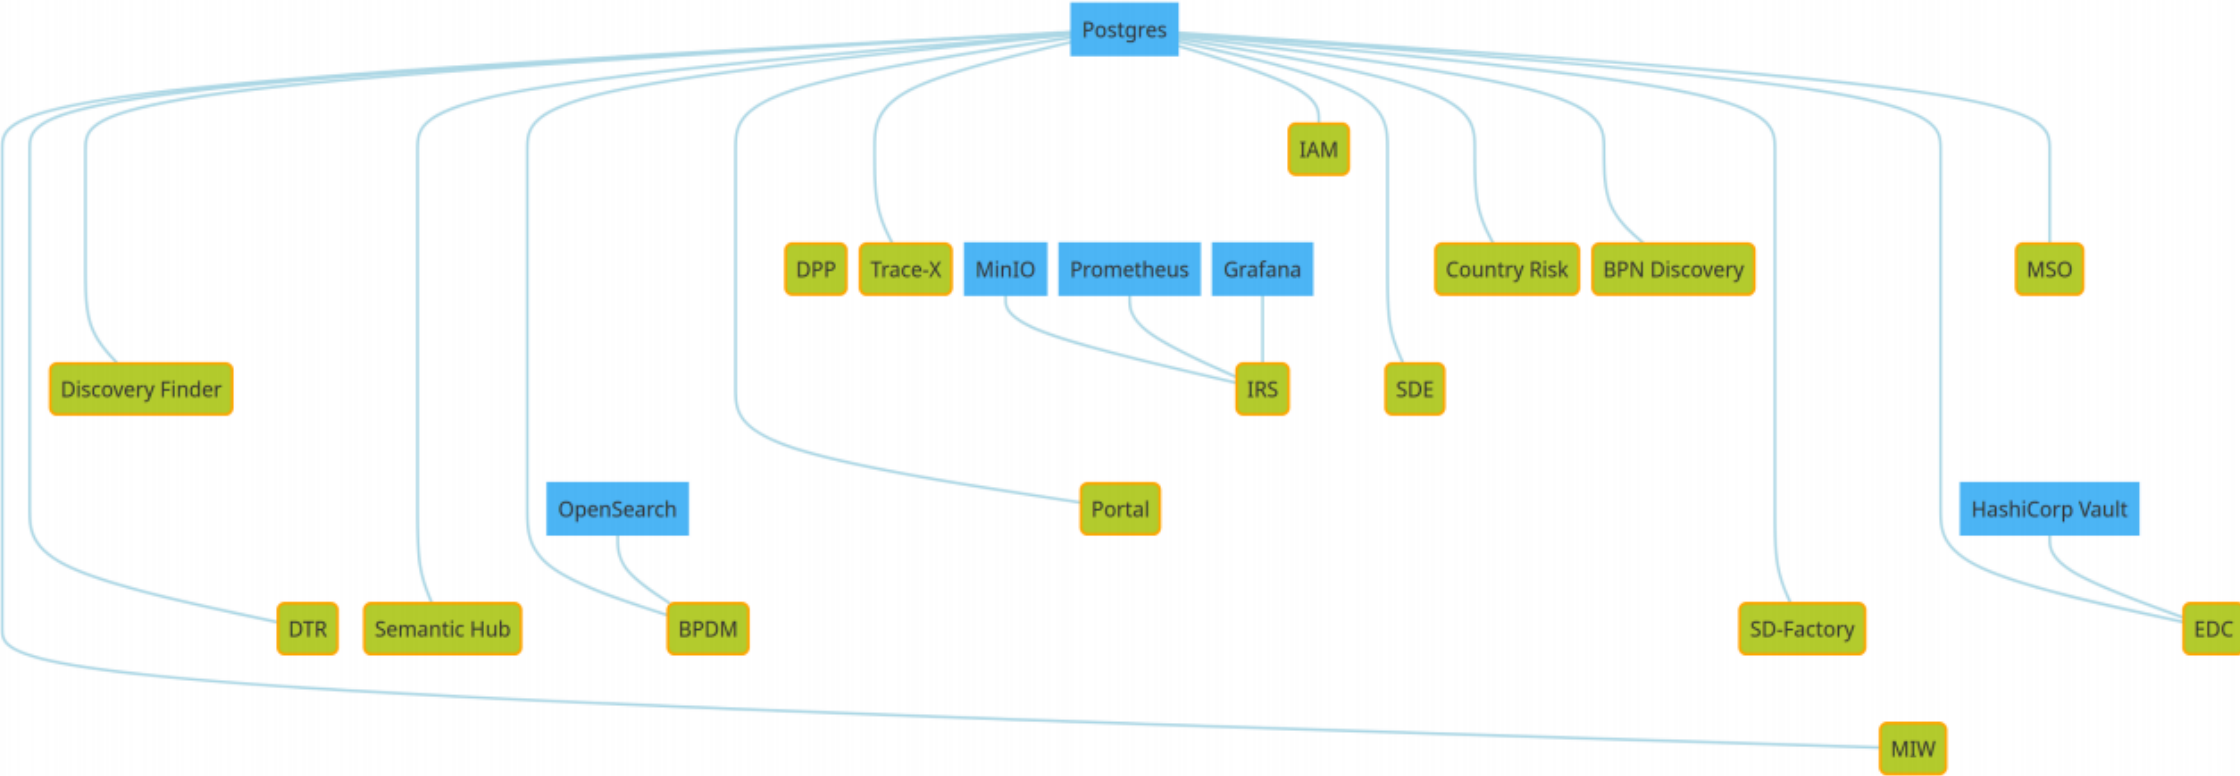 Postgres
IAM
DPP
Trace-X
MinIO
Prometheus
Grafana
Country Risk
BPN Discovery
MSO
Discovery Finder
IRS
SDE
OpenSearch
Portal
HashiCorp Vault
DTR
Semantic Hub
BPDM
SD-Factory
EDC
MIW